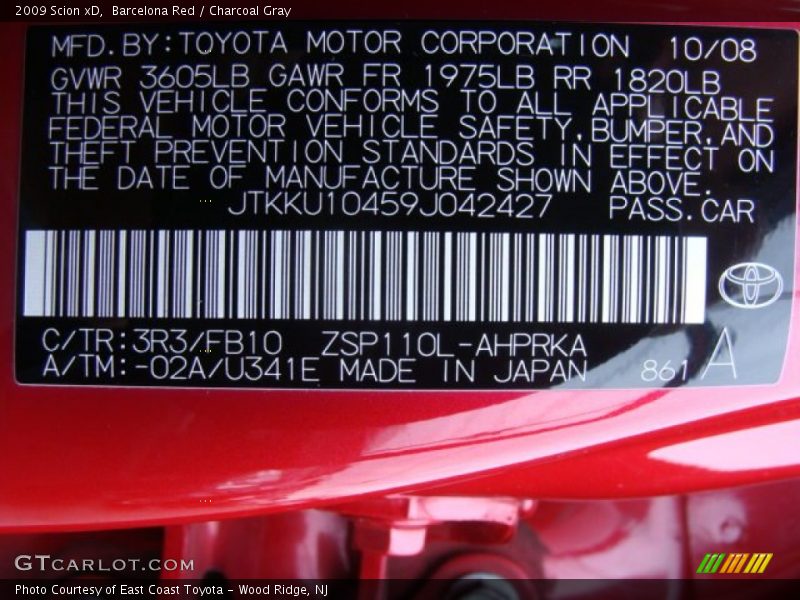 2009 Scion xD,  Barcelona Red / Charcoal Gray
MFD.BY:TOYOTA MOTOR CORPORATION 10/08
GVWR 3605LB GAWR FR 1975LB RR 1820LB
THIS VEHICLE CONFORMS TO ALL APPLICABLE
FEDERAL MOTOR VEHICLE SAFETY,BUMPER,AND
THEFT PREVENTION STANDARDS IN EFFECT ON
THE DATE OF MANUFACTURE SHOWN ABOVE.
JTKKU10459J042427 PASS.CAR
C/TR:3R3/FB10 ZSP110L-AHPRKA
A/TM:-02A/U341E MADE IN JAPAN 861 A
GTCARLOT.COM
Photo Courtesy of East Coast Toyota - Wood Ridge, NJ